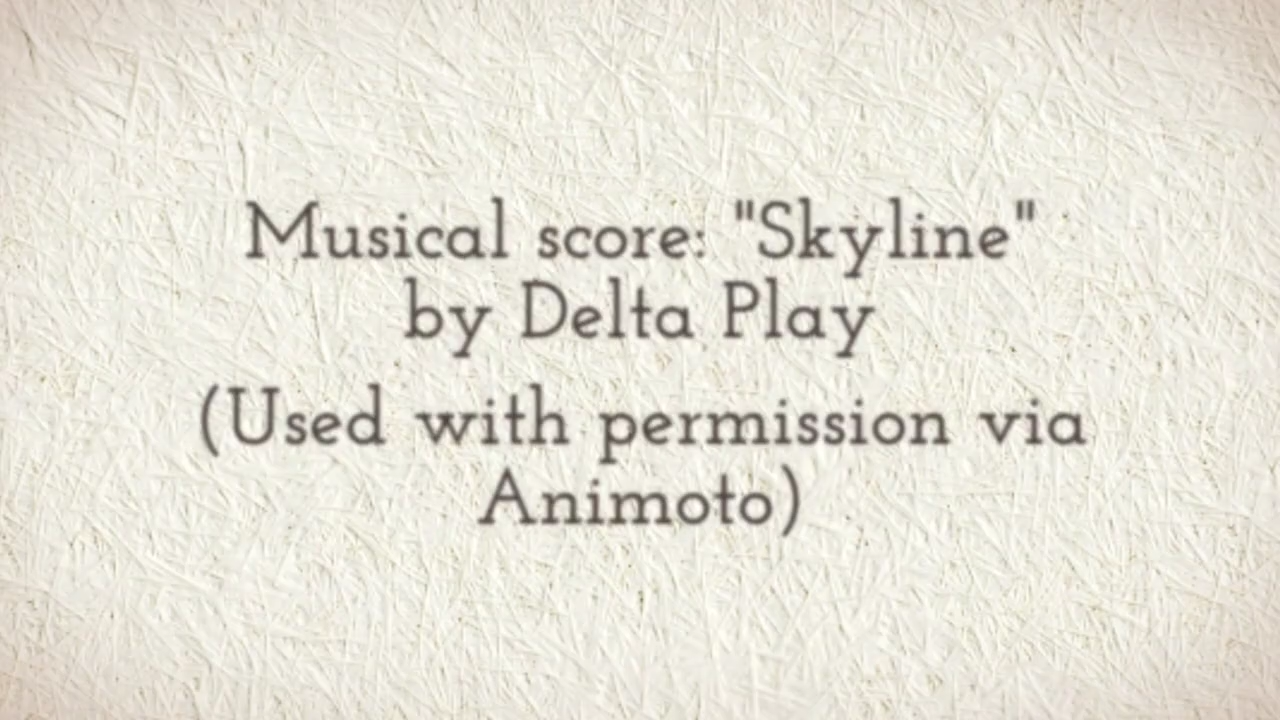 Musical score: "Skyline"
by Delta Play
(Used with permission via
Animoto)